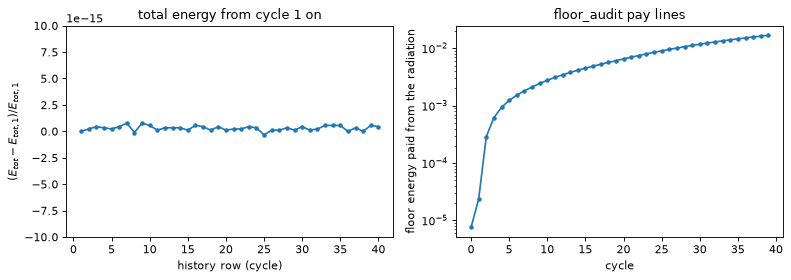 total energy from cycle 1 on
1e−15
10.0
7.5
5.0
2.5
0.0
−2.5
−5.0
−7.5
−10.0
(E_tot − E_tot,1)/E_tot,1
0 5 10 15 20 25 30 35 40
history row (cycle)
floor_audit pay lines
10^−2
10^−3
10^−4
10^−5
floor energy paid from the radiation
0 5 10 15 20 25 30 35 40
cycle